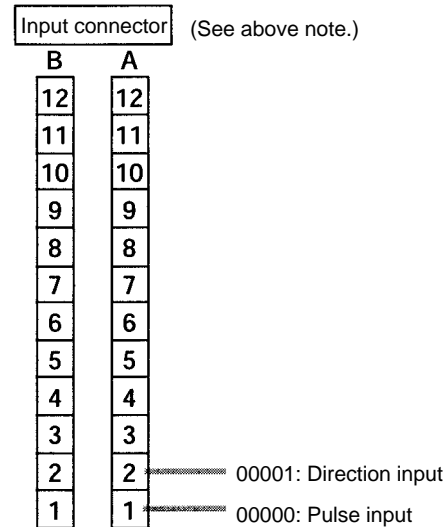 Input connector (See above note.)
B A
12 12
11 11
10 10
9 9
8 8
7 7
6 6
5 5
4 4
3 3
2 2 00001: Direction input
1 1 00000: Pulse input